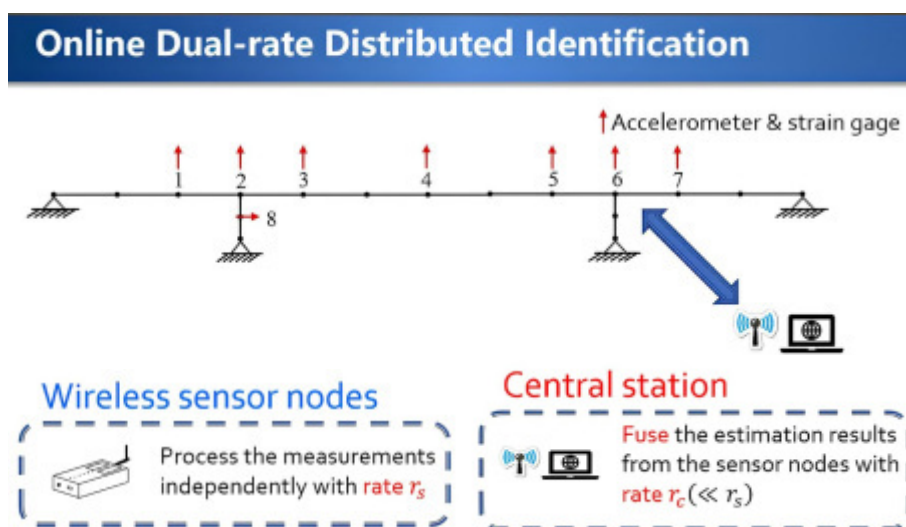 Online Dual-rate Distributed Identification
Accelerometer & strain gage
1 2 3 4 5 6 7
8
Wireless sensor nodes
Process the measurements
independently with rate rₛ
Central station
Fuse the estimation results
from the sensor nodes with
rate r_c(≪ rₛ)